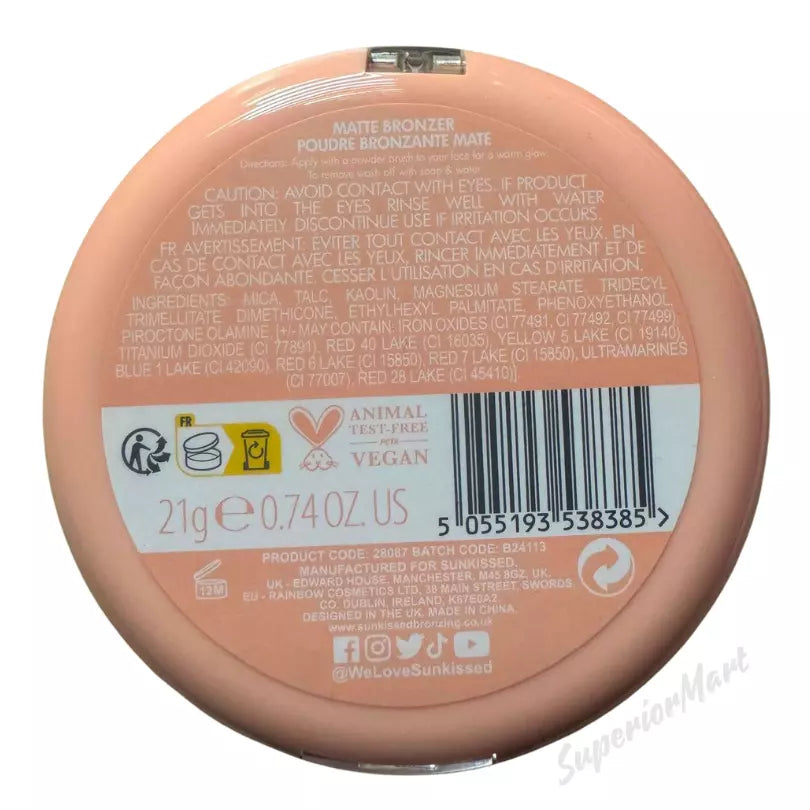 MATTE BRONZER
POUDRE BRONZANTE MATE
Directions: Apply with a powder brush to your face for a warm glow.
To remove wash off with soap & water
CAUTION: AVOID CONTACT WITH EYES. IF PRODUCT
GETS INTO THE EYES RINSE WELL WITH WATER
IMMEDIATELY DISCONTINUE USE IF IRRITATION OCCURS.
FR AVERTISSEMENT: EVITER TOUT CONTACT AVEC LES YEUX, EN
CAS DE CONTACT AVEC LES YEUX, RINCER IMMEDIATEMENT ET DE
FAÇON ABONDANTE. CESSER L'UTILISATION EN CAS D'IRRITATION.
INGREDIENTS: MICA, TALC, KAOLIN, MAGNESIUM STEARATE, TRIDECYL
TRIMELLITATE, DIMETHICONE, ETHYLHEXYL PALMITATE, PHENOXYETHANOL,
PIROCTONE OLAMINE [+/- MAY CONTAIN: IRON OXIDES (CI 77491, CI 77492, CI 77499),
TITANIUM DIOXIDE (CI 77891), RED 40 LAKE (CI 16035), YELLOW 5 LAKE (CI 19140),
BLUE 1 LAKE (CI 42090), RED 6 LAKE (CI 15850), RED 7 LAKE (CI 15850), ULTRAMARINES
(CI 77007), RED 28 LAKE (CI 45410)].
FR
ANIMAL
TEST-FREE
PETA
VEGAN
21g e 0.74 OZ. US
5 055193 538385 >
PRODUCT CODE: 28087 BATCH CODE: B24113
MANUFACTURED FOR SUNKISSED.
UK - EDWARD HOUSE, MANCHESTER, M45 8GZ, UK.
EU - RAINBOW COSMETICS LTD, 38 MAIN STREET, SWORDS
CO. DUBLIN, IRELAND, K67E0A2
DESIGNED IN THE UK. MADE IN CHINA.
www.sunkissedbronzing.co.uk
12M
@WeLoveSunkissed
SuperiorMart